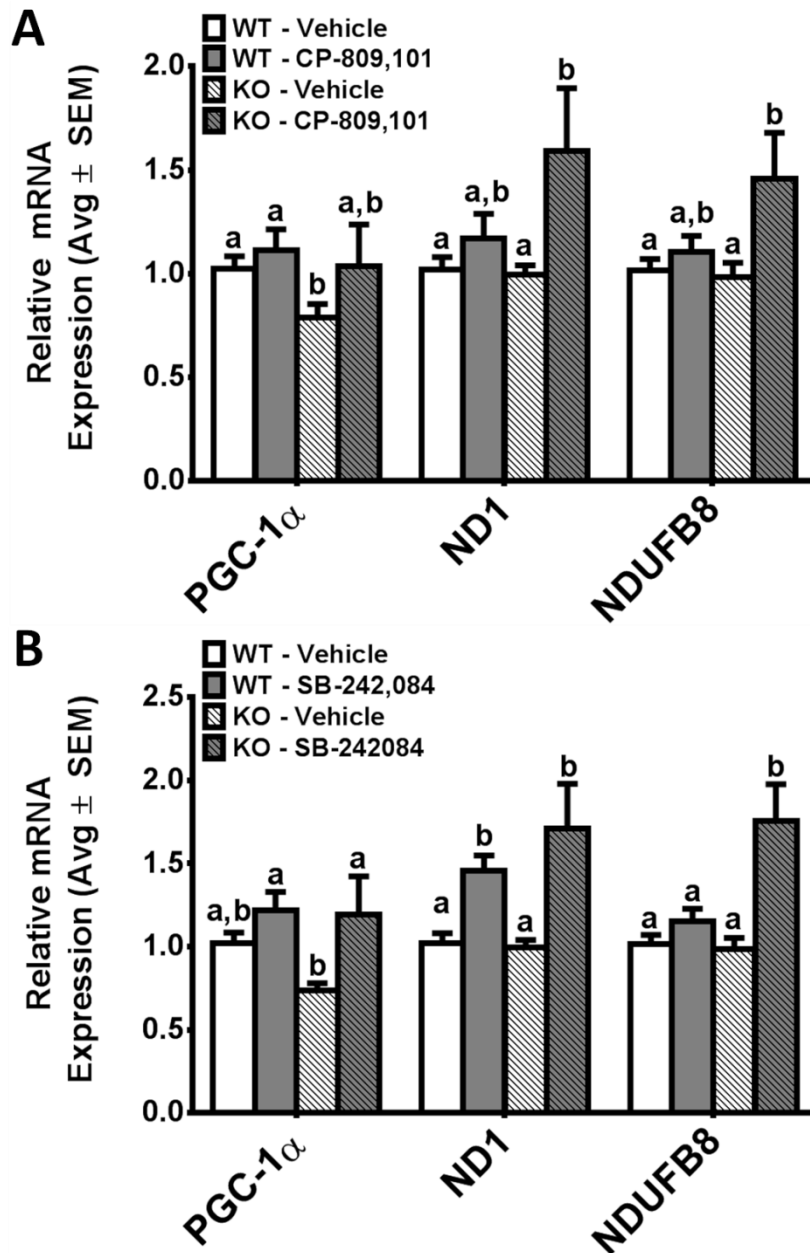 A
WT - Vehicle
WT - CP-809,101
KO - Vehicle
KO - CP-809,101
Relative mRNA
Expression (Avg ± SEM)
2.0
1.5
1.0
0.5
0.0
a
a
b
a,b
a
a,b
a
b
a
a,b
a
b
PGC-1α
ND1
NDUFB8
B
WT - Vehicle
WT - SB-242,084
KO - Vehicle
KO - SB-242084
Relative mRNA
Expression (Avg ± SEM)
2.5
2.0
1.5
1.0
0.5
0.0
a,b
a
b
a
a
b
a
b
a
a
a
b
PGC-1α
ND1
NDUFB8